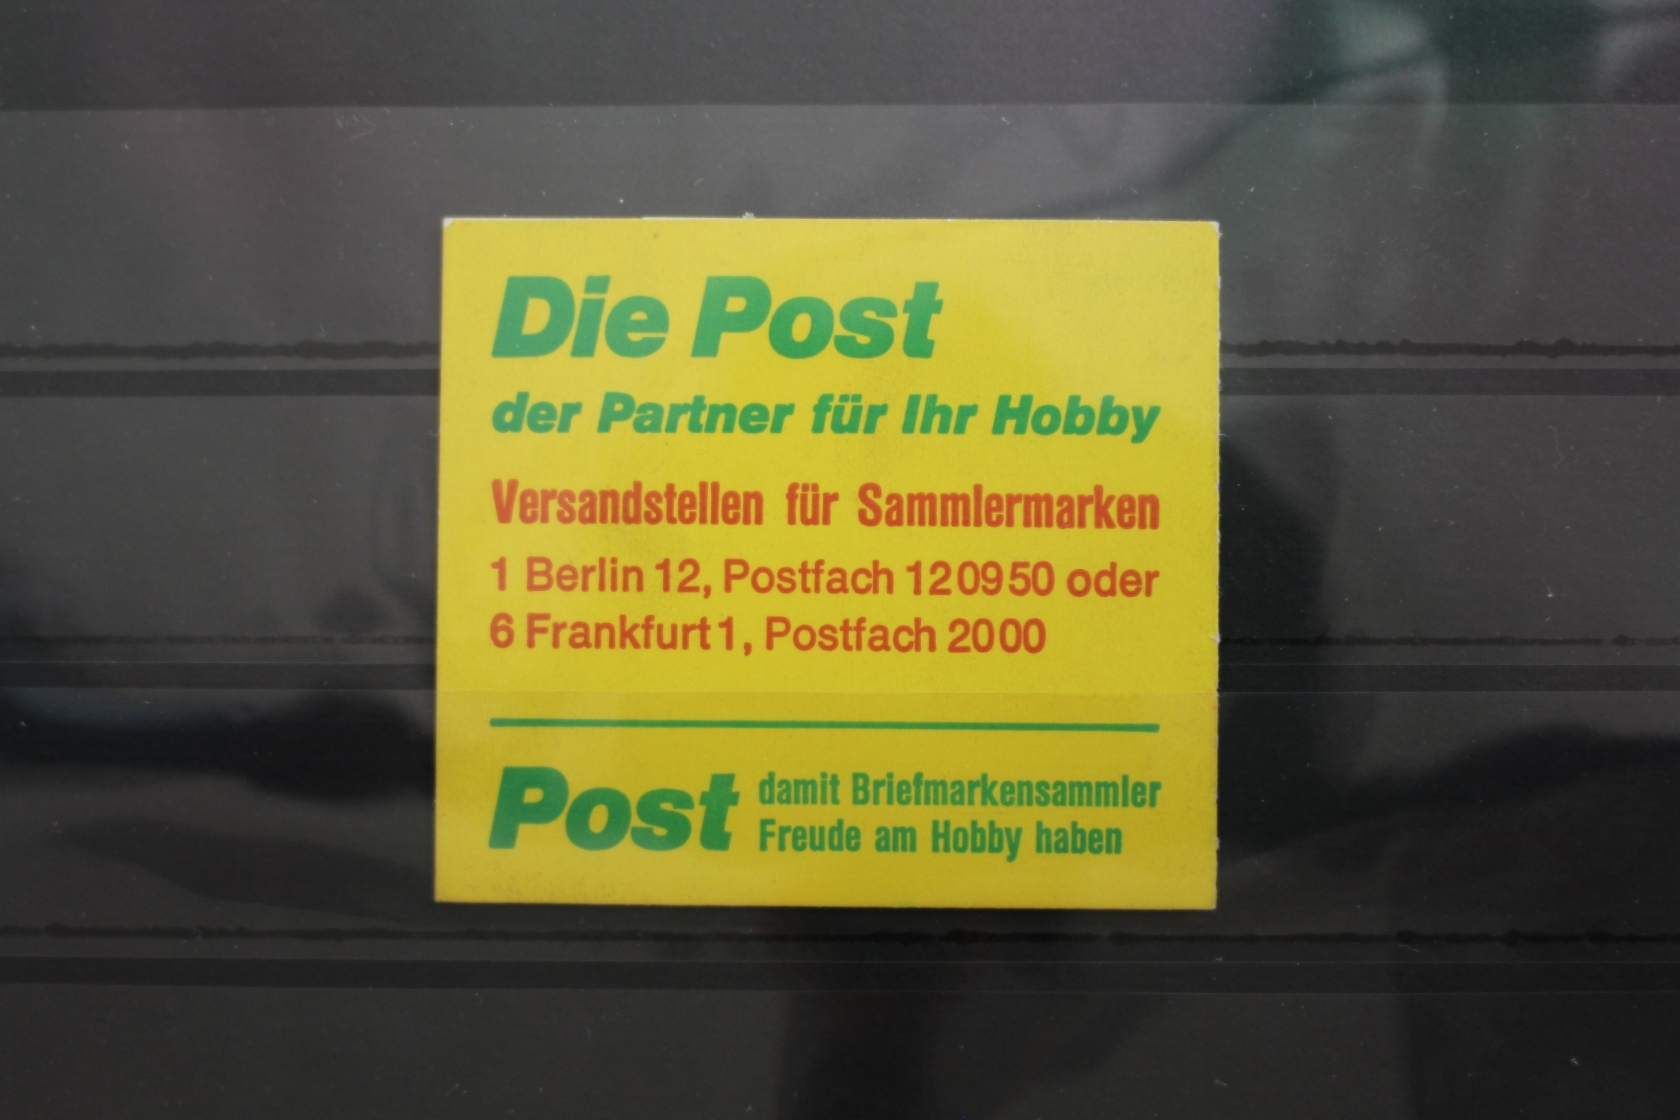 Die Post
der Partner für Ihr Hobby
Versandstellen für Sammlermarken
1 Berlin 12, Postfach 120950 oder
6 Frankfurt 1, Postfach 2000
Post damit Briefmarkensammler
Freude am Hobby haben